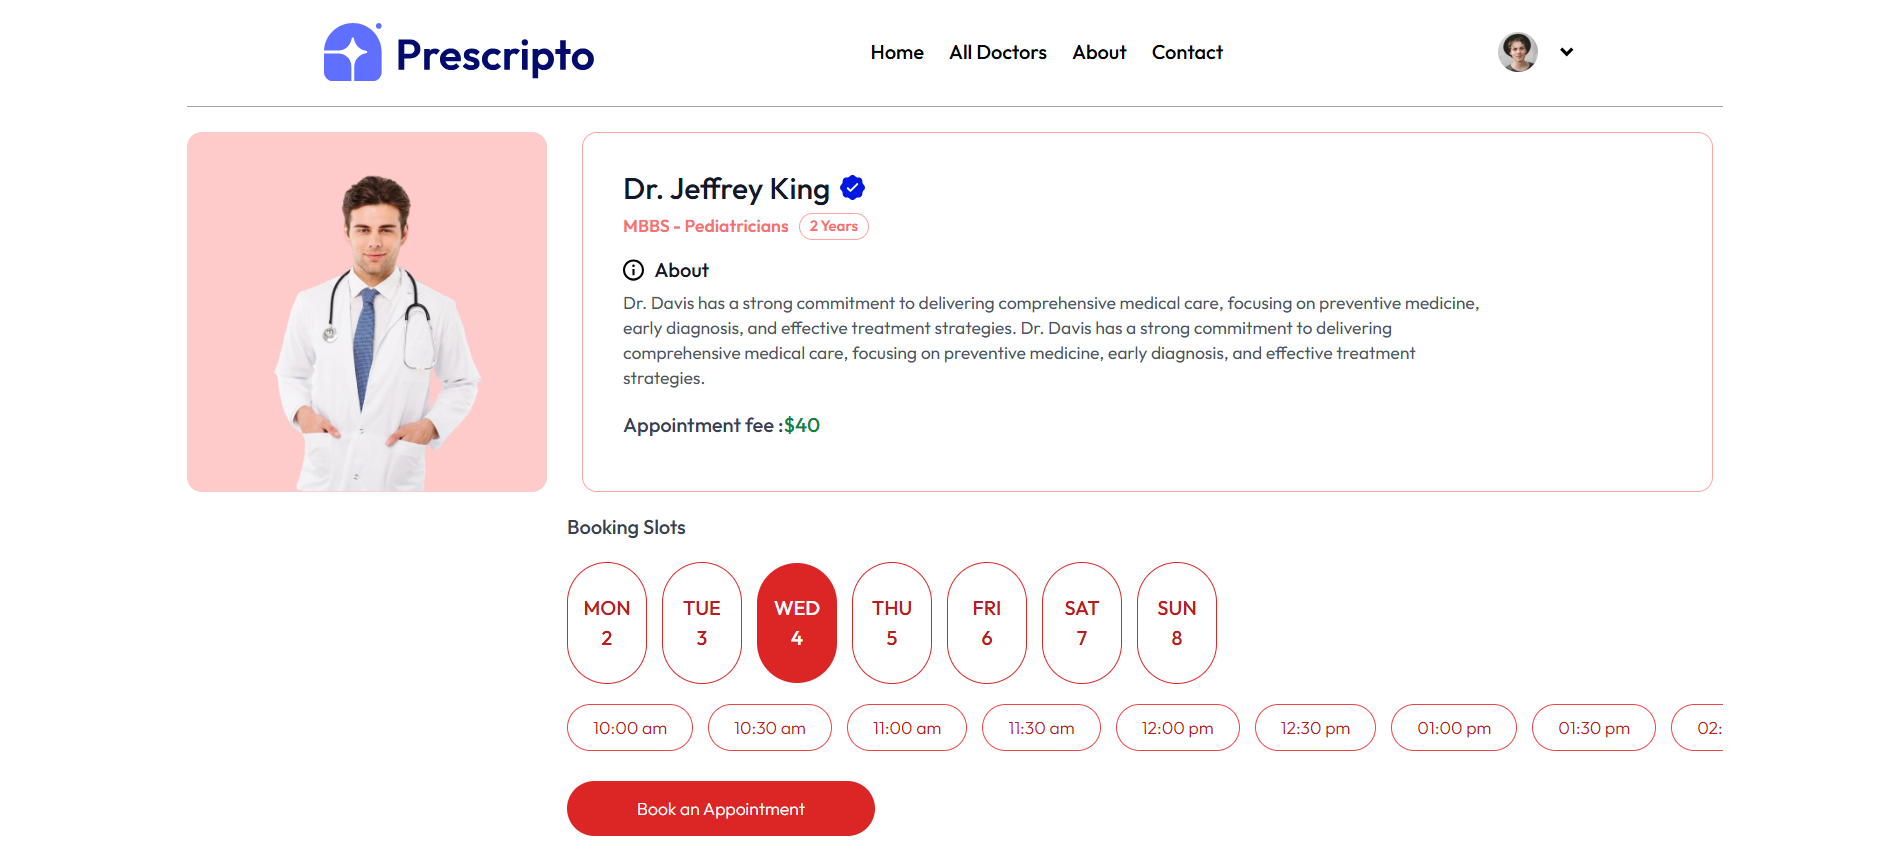 Prescripto
Home All Doctors About Contact
Dr. Jeffrey King
MBBS - Pediatricians 2 Years
About
Dr. Davis has a strong commitment to delivering comprehensive medical care, focusing on preventive medicine,
early diagnosis, and effective treatment strategies. Dr. Davis has a strong commitment to delivering
comprehensive medical care, focusing on preventive medicine, early diagnosis, and effective treatment
strategies.
Appointment fee :$40
Booking Slots
MON TUE WED THU FRI SAT SUN
2 3 4 5 6 7 8
10:00 am 10:30 am 11:00 am 11:30 am 12:00 pm 12:30 pm 01:00 pm 01:30 pm 02:
Book an Appointment